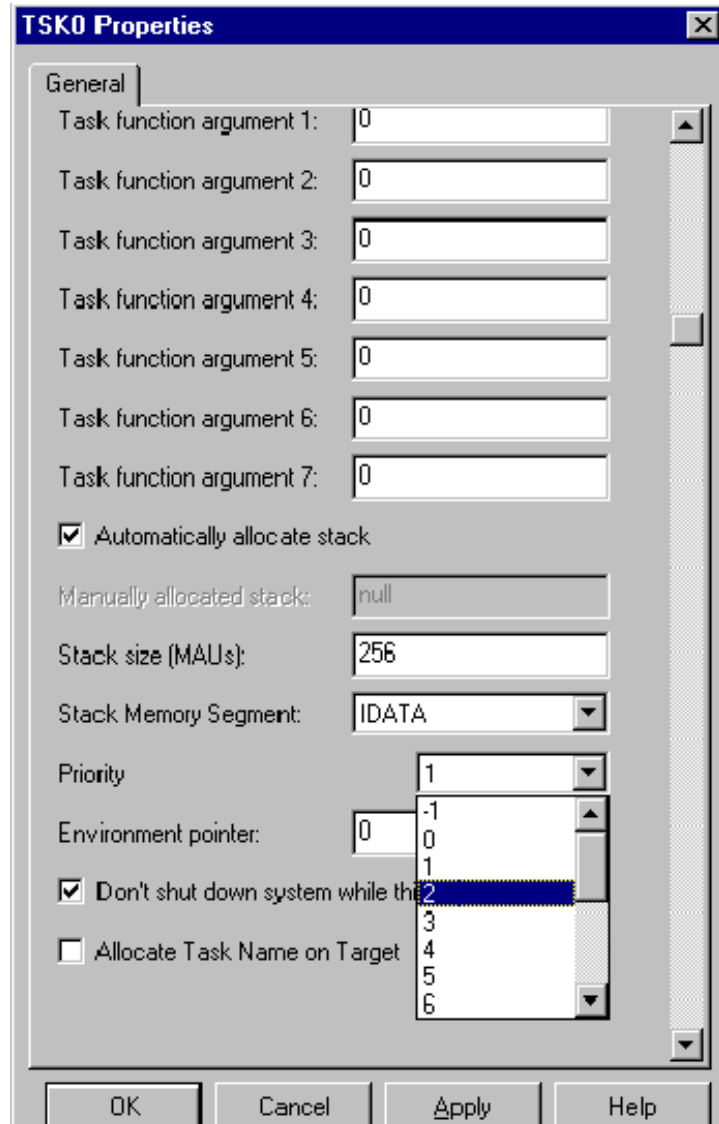 TSK0 Properties
General
Task function argument 1: 0
Task function argument 2: 0
Task function argument 3: 0
Task function argument 4: 0
Task function argument 5: 0
Task function argument 6: 0
Task function argument 7: 0
Automatically allocate stack
Manually allocated stack: null
Stack size (MAUs): 256
Stack Memory Segment: IDATA
Priority 1
-1
Environment pointer: 0 0
1
Don't shut down system while thi 2
3
Allocate Task Name on Target 4
5
6
OK Cancel Apply Help